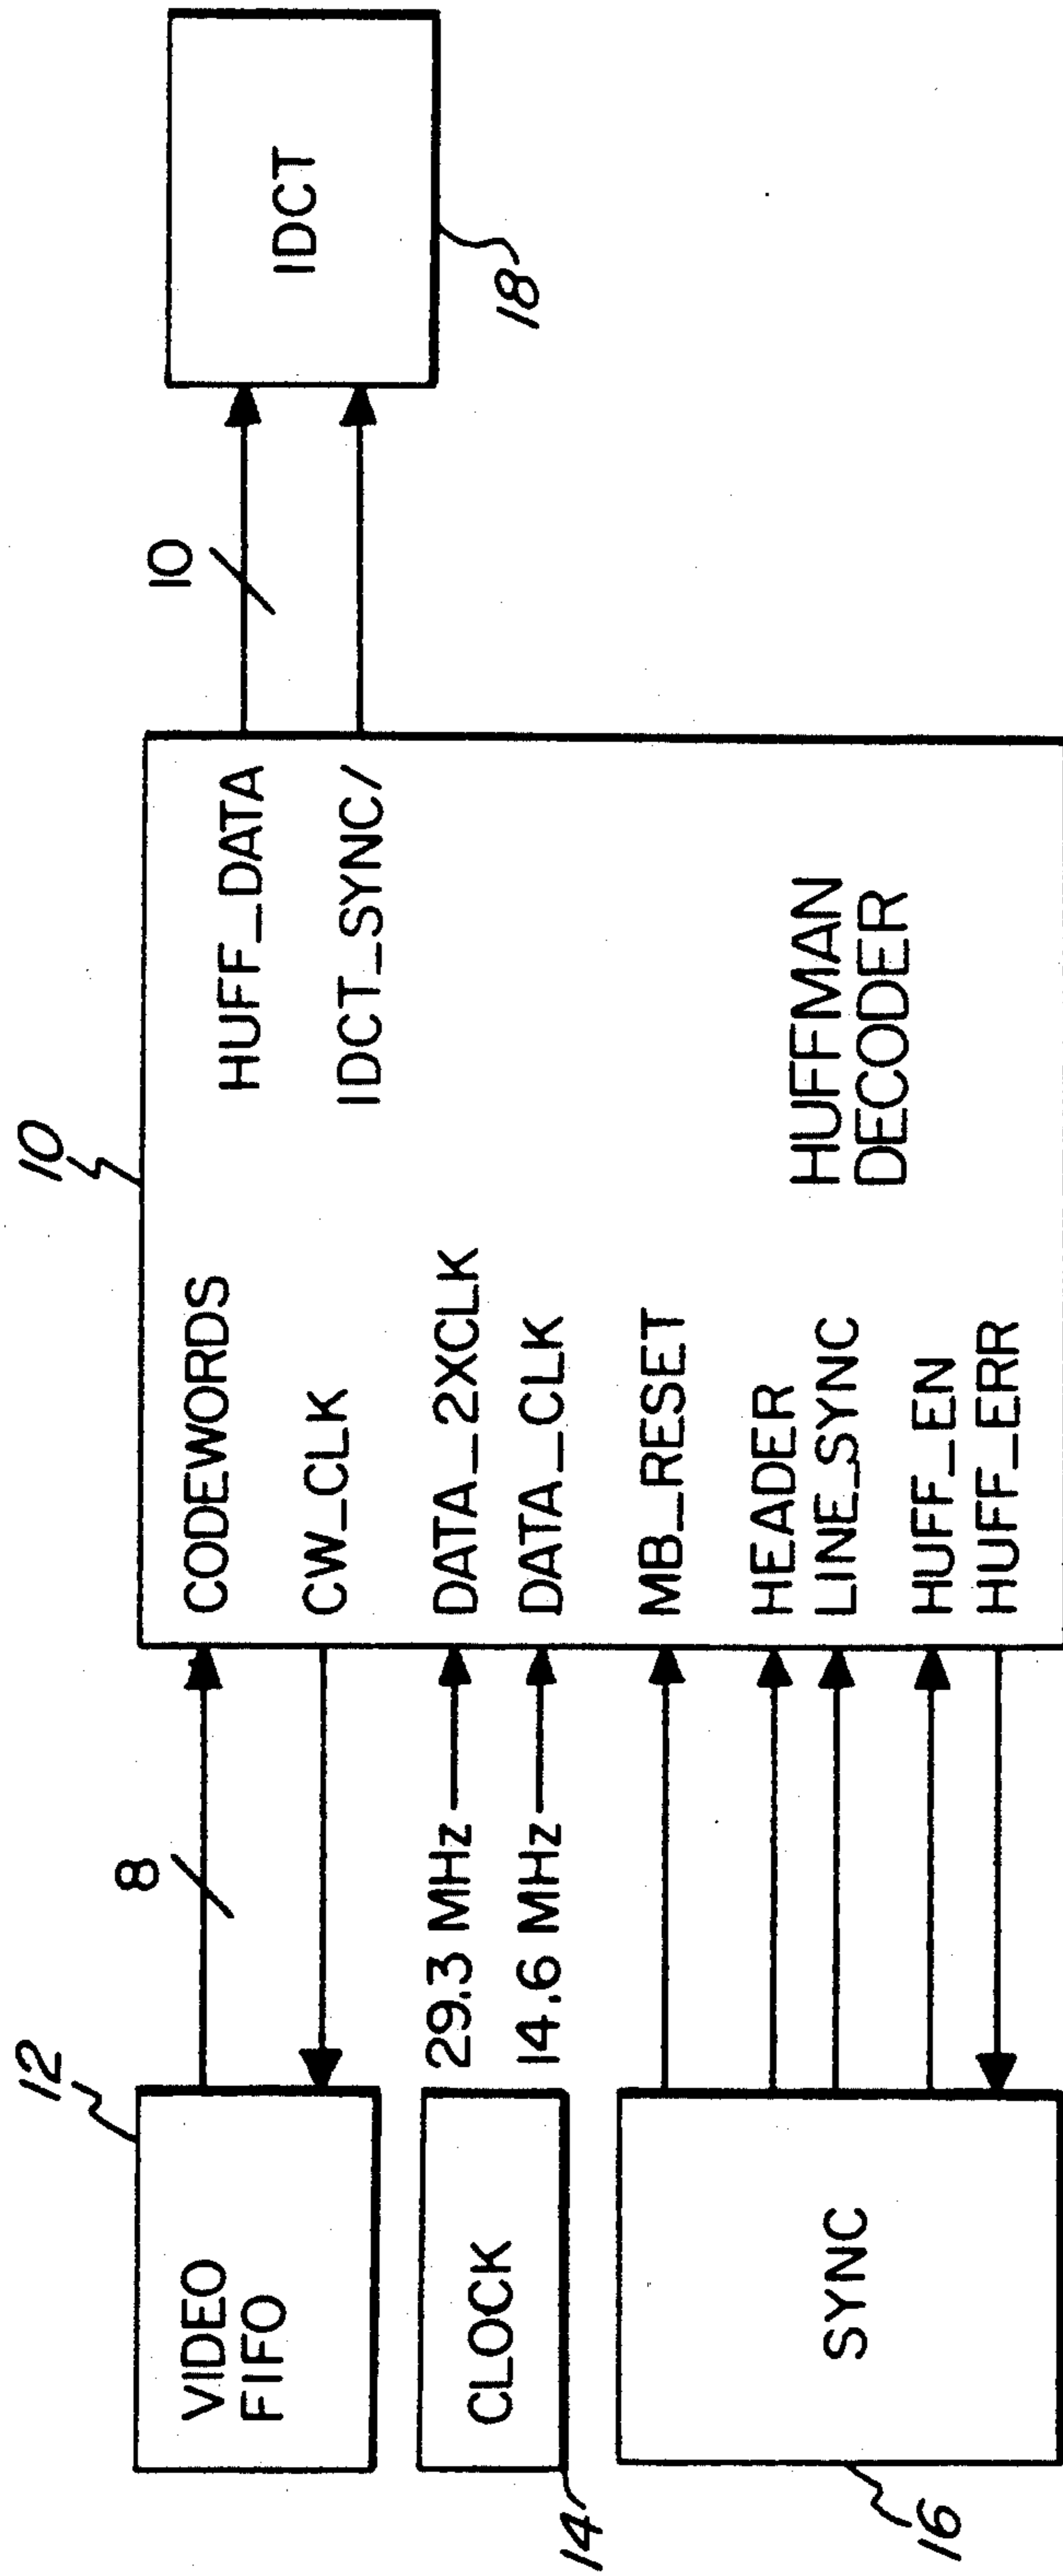 12
VIDEO
FIFO
8
10
CODEWORDS
CW_CLK
CLOCK
14
29.3 MHz
14.6 MHz
DATA_2XCLK
DATA_CLK
SYNC
16
MB_RESET
HEADER
LINE_SYNC
HUFF_EN
HUFF_ERR
HUFF_DATA
IDCT_SYNC/
HUFFMAN
DECODER
10
IDCT
18